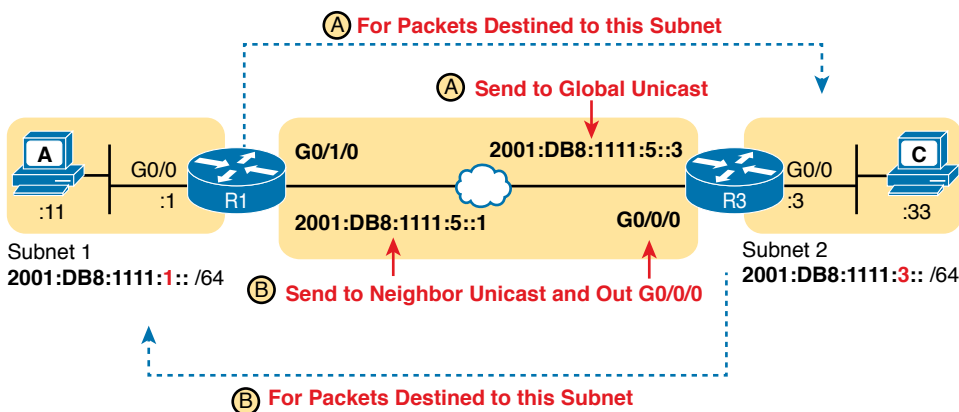 A For Packets Destined to this Subnet
A Send to Global Unicast
A
C
G0/0
R1
G0/1/0
2001:DB8:1111:5::3
R3
G0/0
:11
:1
2001:DB8:1111:5::1
G0/0/0
:3
:33
Subnet 1
2001:DB8:1111:1:: /64
Subnet 2
2001:DB8:1111:3:: /64
B Send to Neighbor Unicast and Out G0/0/0
B For Packets Destined to this Subnet